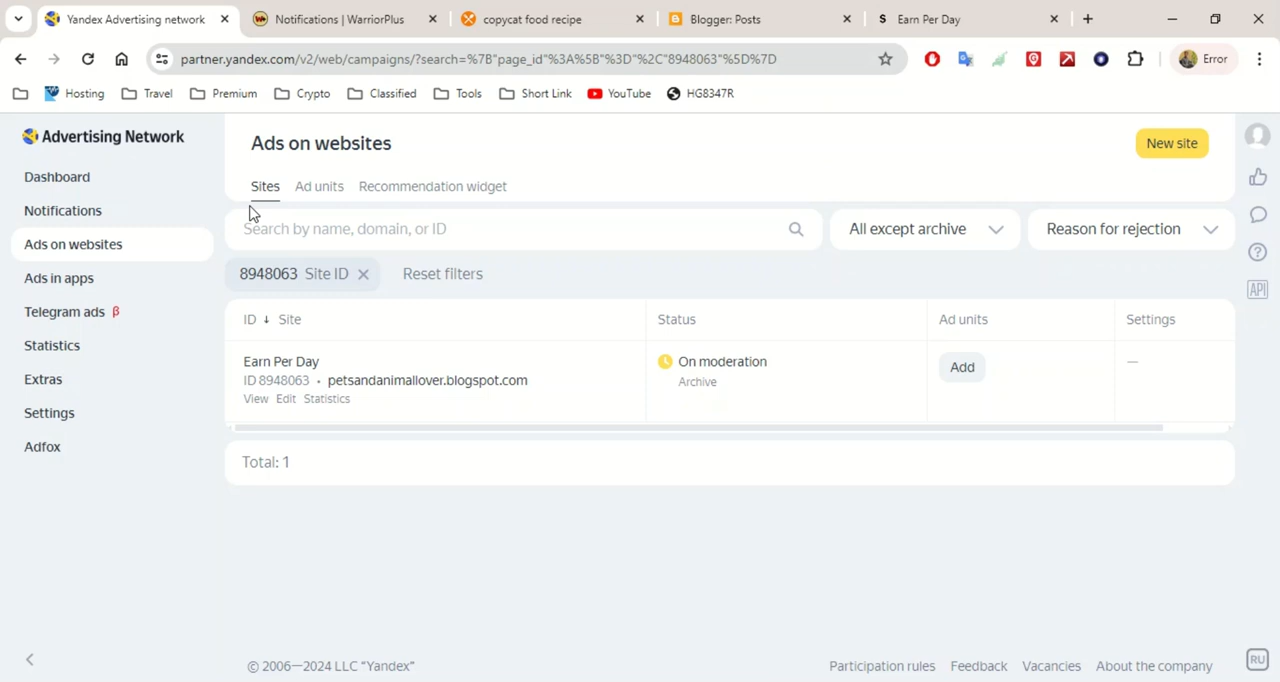 Yandex Advertising network
Notifications | WarriorPlus
copycat food recipe
Blogger: Posts
Earn Per Day
partner.yandex.com/v2/web/campaigns/?search=%7B"page_id"%3A%5B"%3D"%2C"8948063"%5D%7D
Error
Hosting
Travel
Premium
Crypto
Classified
Tools
Short Link
YouTube
HG8347R
Advertising Network
Dashboard
Notifications
Ads on websites
Ads in apps
Telegram ads β
Statistics
Extras
Settings
Adfox
Ads on websites
New site
Sites
Ad units
Recommendation widget
Search by name, domain, or ID
All except archive
Reason for rejection
8948063 Site ID
Reset filters
ID ↓ Site
Status
Ad units
Settings
Earn Per Day
ID 8948063 • petsandanimallover.blogspot.com
View Edit Statistics
On moderation
Archive
Add
—
Total: 1
API
© 2006—2024 LLC "Yandex"
Participation rules
Feedback
Vacancies
About the company
RU